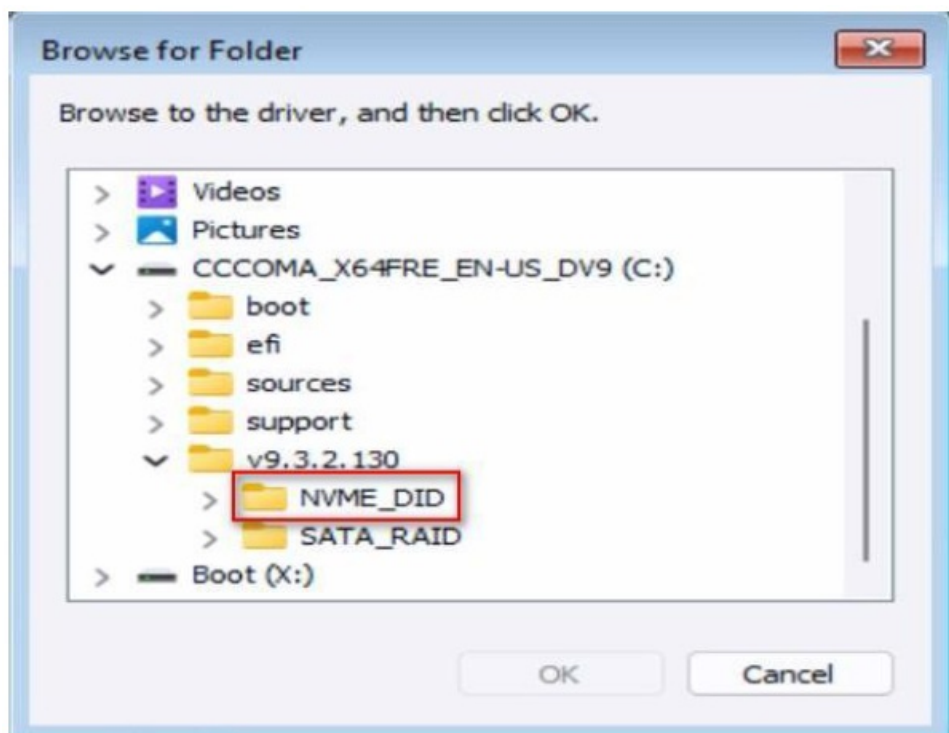 Browse for Folder
Browse to the driver, and then click OK.
Videos
Pictures
CCCOMA_X64FRE_EN-US_DV9 (C:)
boot
efi
sources
support
v9.3.2.130
NVME_DID
SATA_RAID
Boot (X:)
OK
Cancel